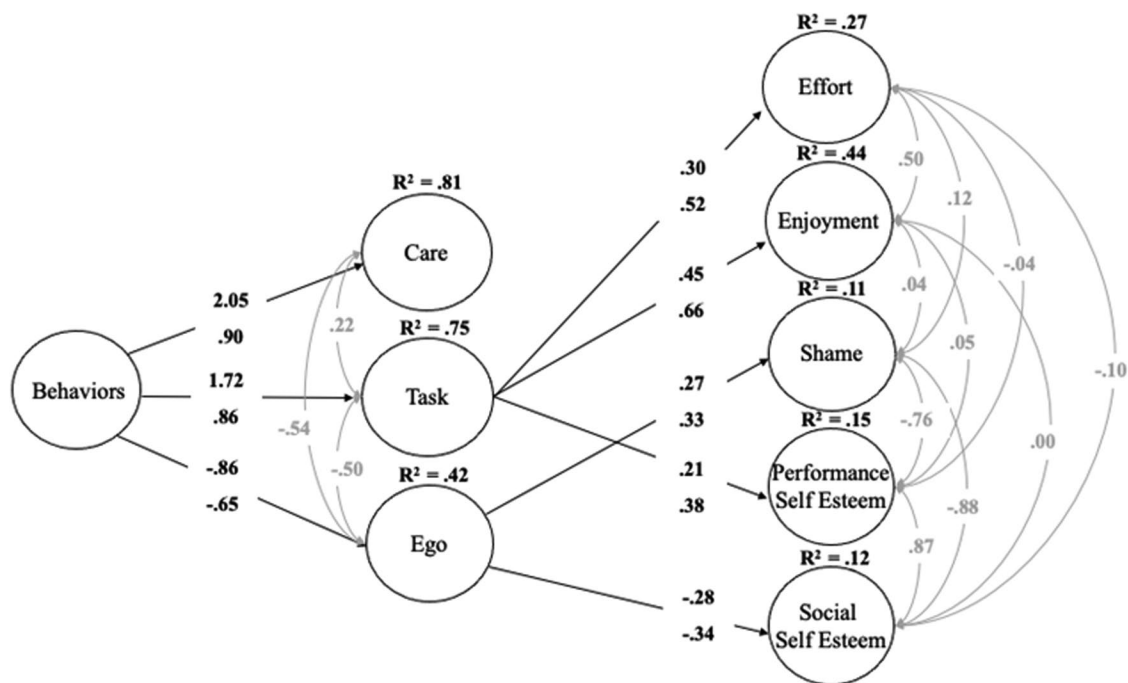 R² = .27
Effort
R² = .44
Enjoyment
R² = .11
Shame
R² = .15
Performance
Self Esteem
R² = .12
Social
Self Esteem
R² = .81
Care
R² = .75
Task
R² = .42
Ego
Behaviors
2.05
.90
1.72
.86
-.86
-.65
.22
-.54
-.50
.30
.52
.45
.66
.27
.33
.21
.38
-.28
-.34
.50
.12
-.04
-.10
.04
.05
.00
-.76
-.88
.87